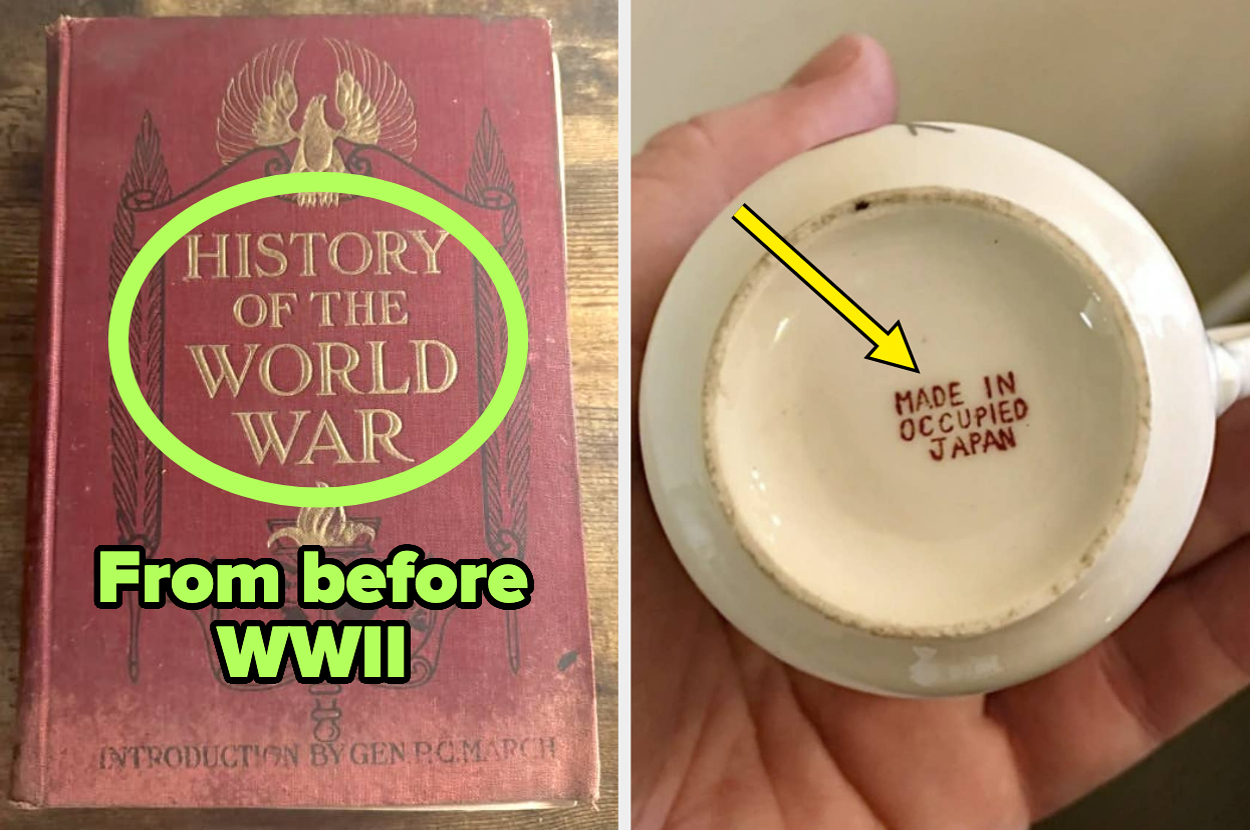 HISTORY
OF THE
WORLD
WAR
From before
WWII
INTRODUCTION BY GEN. P.C. MARCH
MADE IN
OCCUPIED
JAPAN